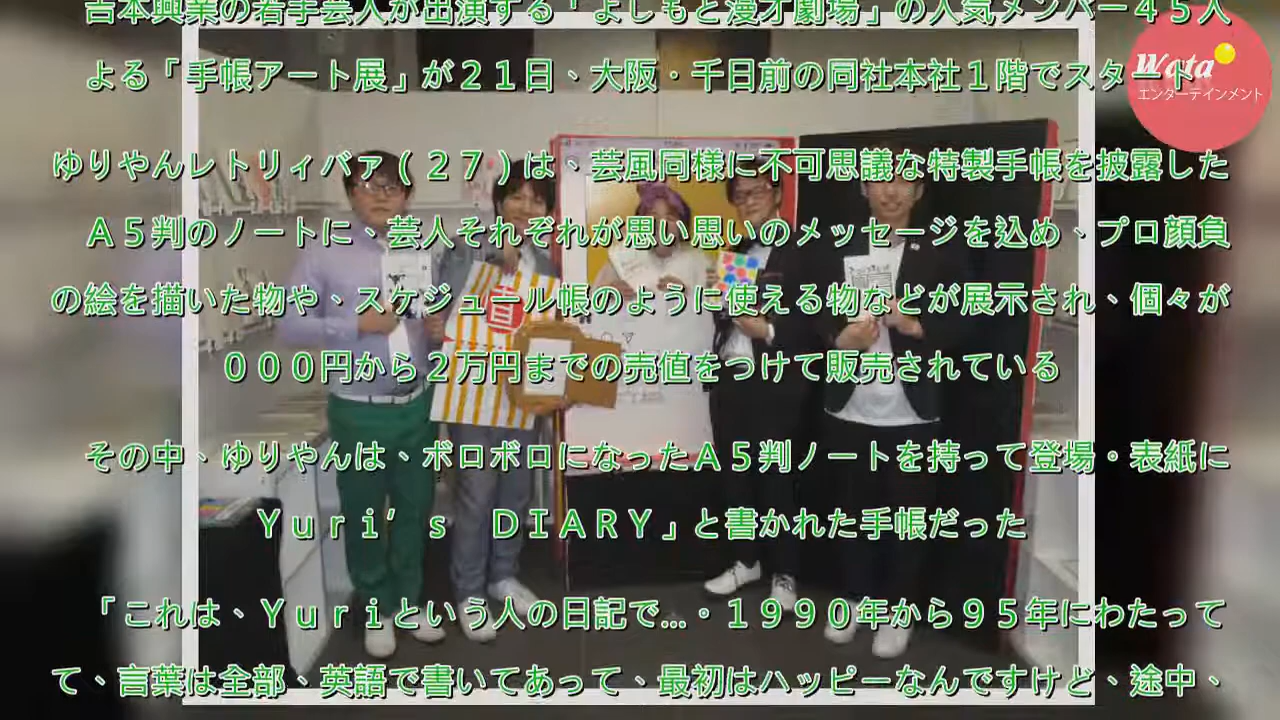 吉本興業の若手芸人が出演する「よしもと漫才劇場」の人気メンバー４５人
よる「手帳アート展」が２１日、大阪・千日前の同社本社１階でスタート
Wata
エンターテインメント
ゆりやんレトリィバァ(２７)は、芸風同様に不可思議な特製手帳を披露した
Ａ５判のノートに、芸人それぞれが思い思いのメッセージを込め、プロ顔負
の絵を描いた物や、スケジュール帳のように使える物などが展示され、個々が
０００円から２万円までの売値をつけて販売されている
その中、ゆりやんは、ボロボロになったＡ５判ノートを持って登場・表紙に
Ｙｕｒｉ’ｓ　ＤＩＡＲＹ」と書かれた手帳だった
「これは、Ｙｕｒｉという人の日記で...・１９９０年から９５年にわたって
て、言葉は全部、英語で書いてあって、最初はハッピーなんですけど、途中、